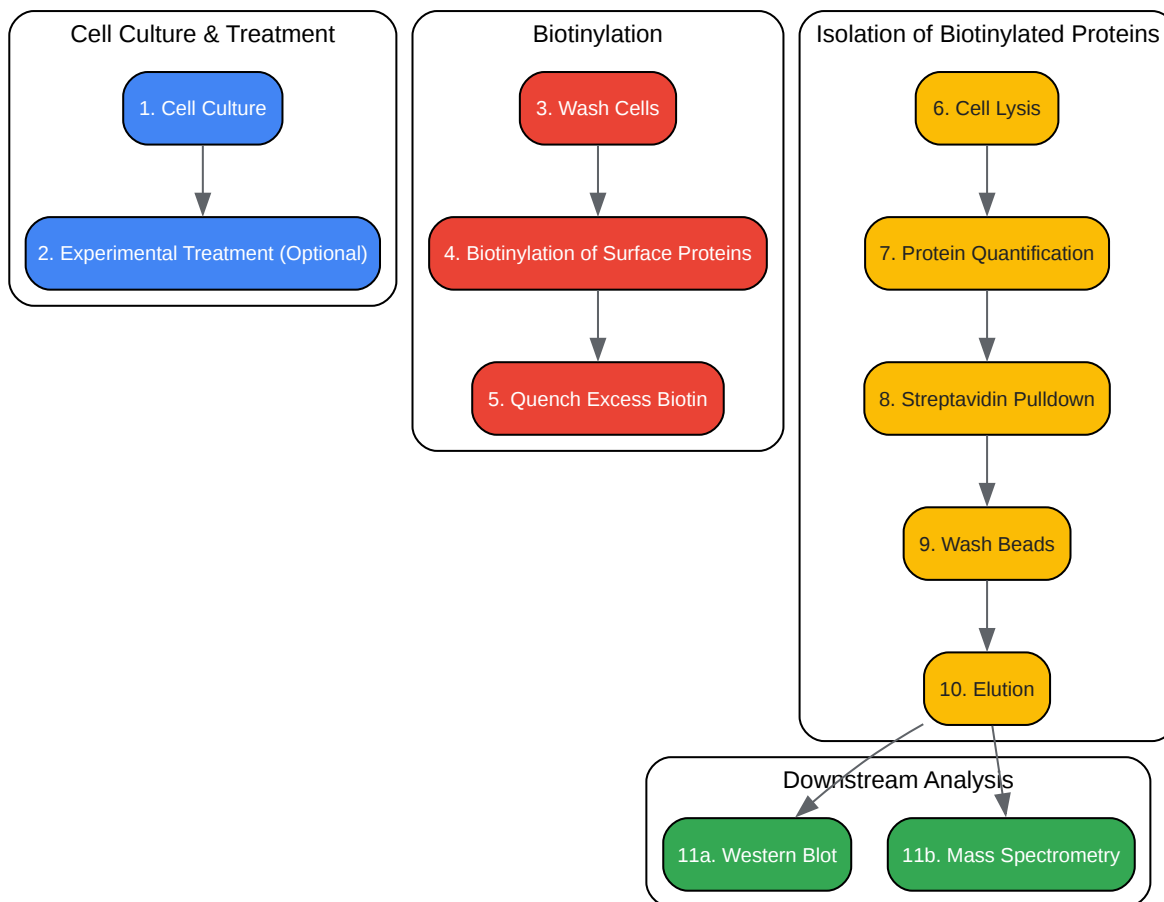 Cell Culture & Treatment
1. Cell Culture
2. Experimental Treatment (Optional)
Biotinylation
3. Wash Cells
4. Biotinylation of Surface Proteins
5. Quench Excess Biotin
Isolation of Biotinylated Proteins
6. Cell Lysis
7. Protein Quantification
8. Streptavidin Pulldown
9. Wash Beads
10. Elution
Downstream Analysis
11a. Western Blot
11b. Mass Spectrometry